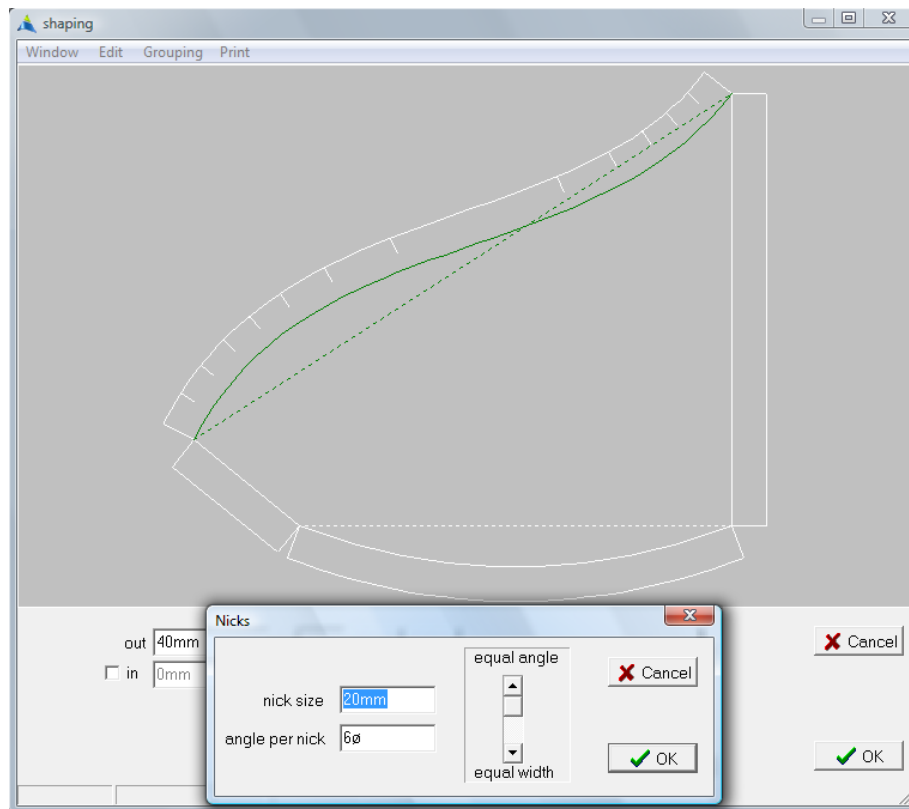 shaping
Window Edit Grouping Print
Nicks
out 40mm
in 0mm
Cancel
equal angle
Cancel
nick size 20mm
angle per nick 6ø
OK
equal width
OK